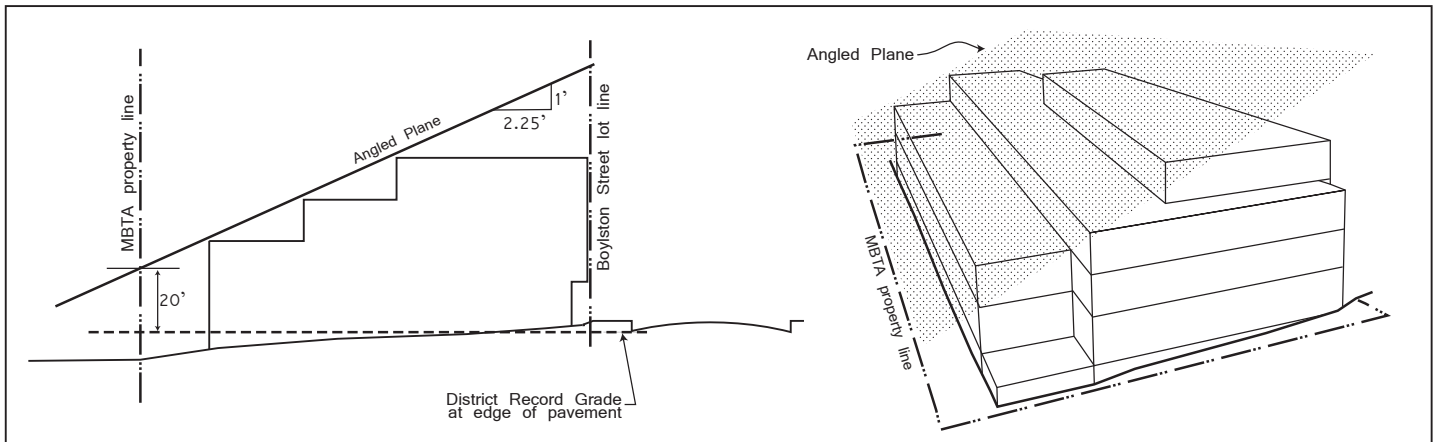 MBTA property line
Angled Plane
1’
2.25’
Boylston Street lot line
20’
District Record Grade
at edge of pavement
Angled Plane
MBTA property line